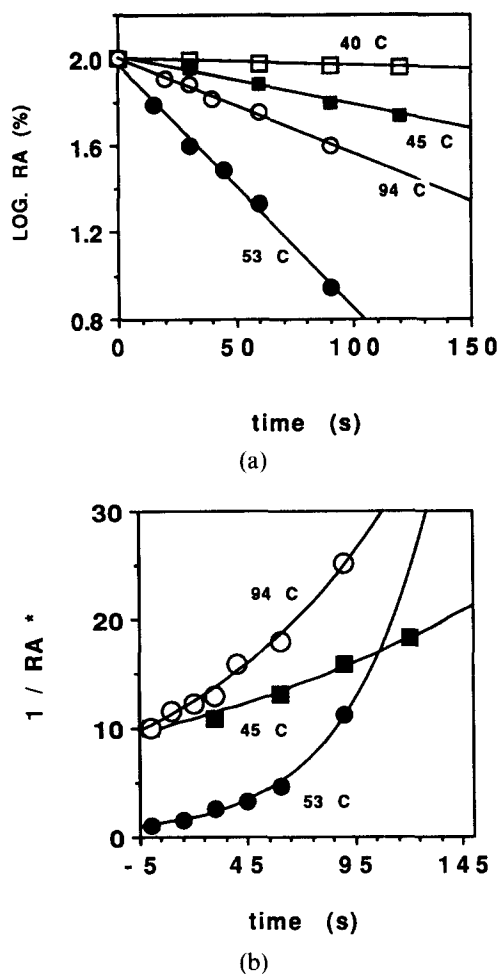 LOG. RA (%)
2.0
1.6
1.2
0.8
40 C
45 C
94 C
53 C
0 50 100 150
time (s)
(a)
1 / RA *
30
20
10
0
94 C
45 C
53 C
-5 45 95 145
time (s)
(b)